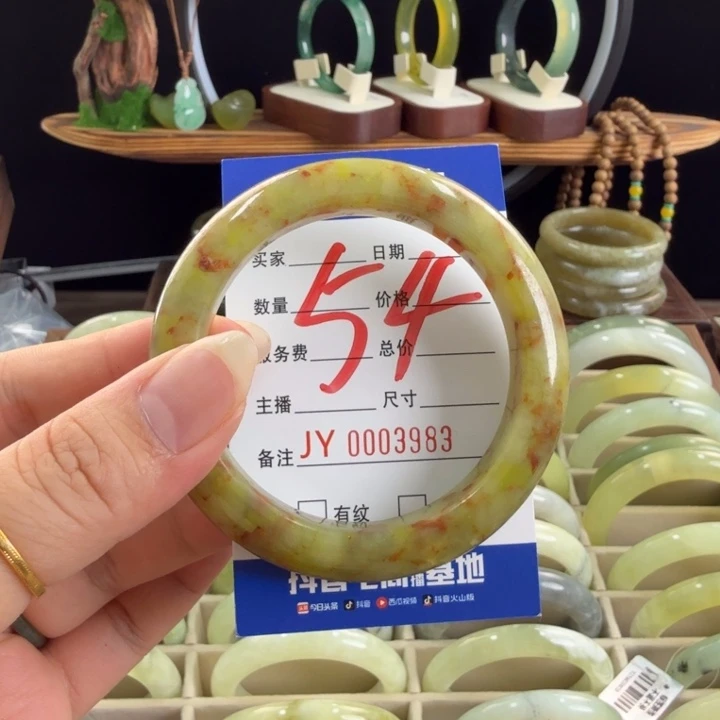 买家 日期
数量 价格
务费 总价
主播 尺寸
备注 JY 0003983
54
有纹
抖音 基地
今日头条 抖音 西瓜视频 抖音火山版